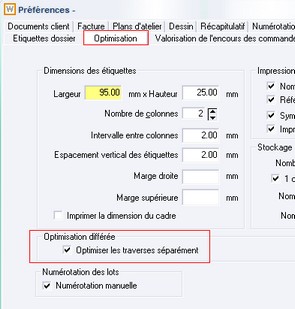 W Préférences -
Documents client Facture Plans d'atelier Dessin Récapitulatif Numérotation
Etiquettes dossier Optimisation Valorisation de l'encours des commande
Dimensions des étiquettes Impression
Largeur 95.00 mm x Hauteur 25.00 mm
Nombre de colonnes 2
Intervalle entre colonnes 2.00 mm
Espacement vertical des étiquettes 2.00 mm
Marge droite mm
Marge supérieure mm
Imprimer la dimension du cadre
Nom
Réfé
Sym
Impr
Stockage
Nomb
1 c
Nom
Nom
Optimisation différée
Optimiser les traverses séparément
Numérotation des lots
Numérotation manuelle